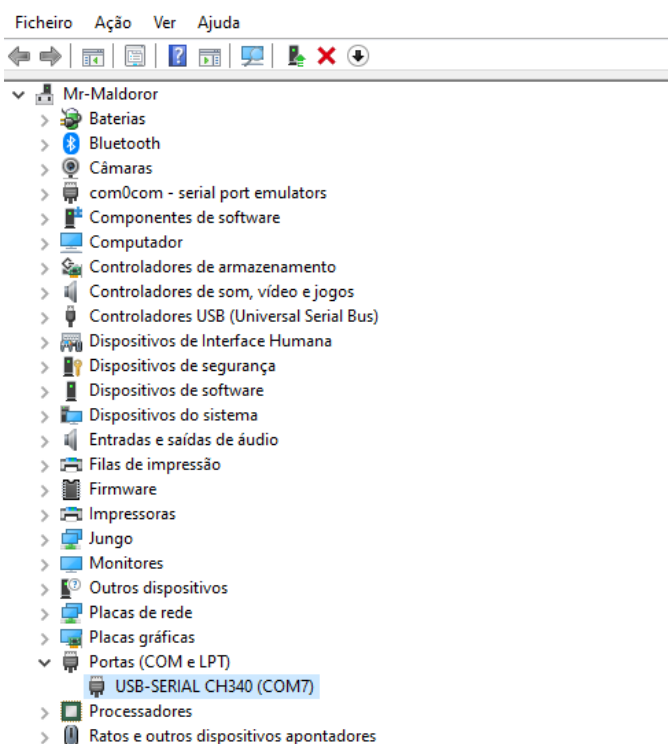 Ficheiro Ação Ver Ajuda
Mr-Maldoror
Baterias
Bluetooth
Câmaras
com0com - serial port emulators
Componentes de software
Computador
Controladores de armazenamento
Controladores de som, vídeo e jogos
Controladores USB (Universal Serial Bus)
Dispositivos de Interface Humana
Dispositivos de segurança
Dispositivos de software
Dispositivos do sistema
Entradas e saídas de áudio
Filas de impressão
Firmware
Impressoras
Jungo
Monitores
Outros dispositivos
Placas de rede
Placas gráficas
Portas (COM e LPT)
USB-SERIAL CH340 (COM7)
Processadores
Ratos e outros dispositivos apontadores